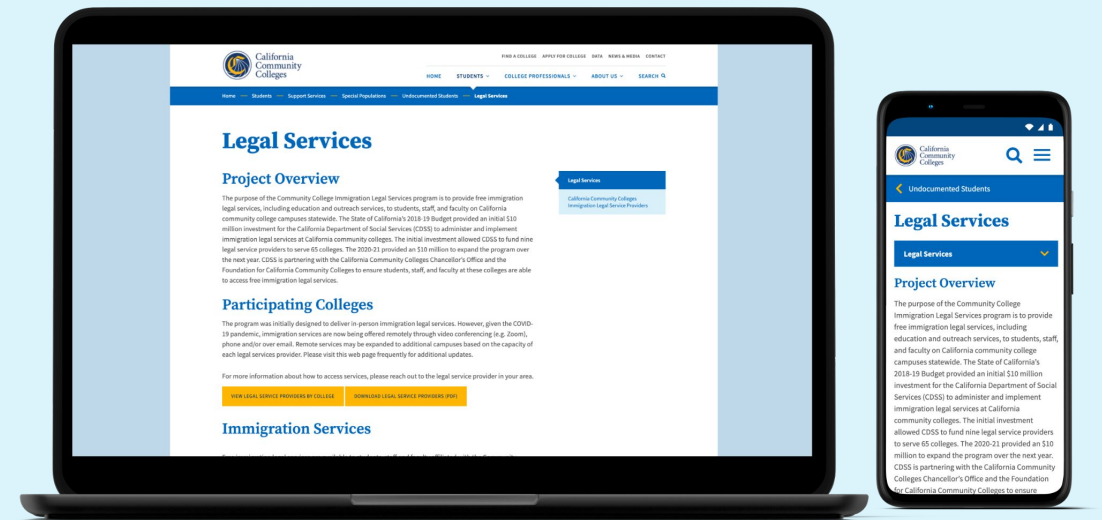 California
Community
Colleges
FIND A COLLEGE APPLY FOR COLLEGE DATA NEWS & MEDIA CONTACT
HOME STUDENTS COLLEGE PROFESSIONALS ABOUT US SEARCH
Home — Students — Support Services — Special Populations — Undocumented Students — Legal Services
Legal Services
Project Overview
The purpose of the Community College Immigration Legal Services program is to provide free immigration
legal services, including education and outreach services, to students, staff, and faculty on California
community college campuses statewide. The State of California's 2018-19 Budget provided an initial $10
million investment for the California Department of Social Services (CDSS) to administer and implement
immigration legal services at California community colleges. The initial investment allowed CDSS to fund nine
legal service providers to serve 65 colleges. The 2020-21 provided an $10 million to expand the program over
the next year. CDSS is partnering with the California Community Colleges Chancellor's Office and the
Foundation for California Community Colleges to ensure students, staff, and faculty at these colleges are able
to access free immigration legal services.
Legal Services
California Community Colleges
Immigration Legal Service Providers
Participating Colleges
The program was initially designed to deliver in-person immigration legal services. However, given the COVID-
19 pandemic, immigration services are now being offered remotely through video conferencing (e.g. Zoom),
phone and/or over email. Remote services may be expanded to additional campuses based on the capacity of
each legal services provider. Please visit this web page frequently for additional updates.
For more information about how to access services, please reach out to the legal service provider in your area.
VIEW LEGAL SERVICE PROVIDERS BY COLLEGE DOWNLOAD LEGAL SERVICE PROVIDERS (PDF)
Immigration Services
California
Community
Colleges
Undocumented Students
Legal Services
Legal Services
Project Overview
The purpose of the Community College
Immigration Legal Services program is to provide
free immigration legal services, including
education and outreach services, to students, staff,
and faculty on California community college
campuses statewide. The State of California's
2018-19 Budget provided an initial $10 million
investment for the California Department of Social
Services (CDSS) to administer and implement
immigration legal services at California
community colleges. The initial investment
allowed CDSS to fund nine legal service providers
to serve 65 colleges. The 2020-21 provided an $10
million to expand the program over the next year.
CDSS is partnering with the California Community
Colleges Chancellor's Office and the Foundation
for California Community Colleges to ensure